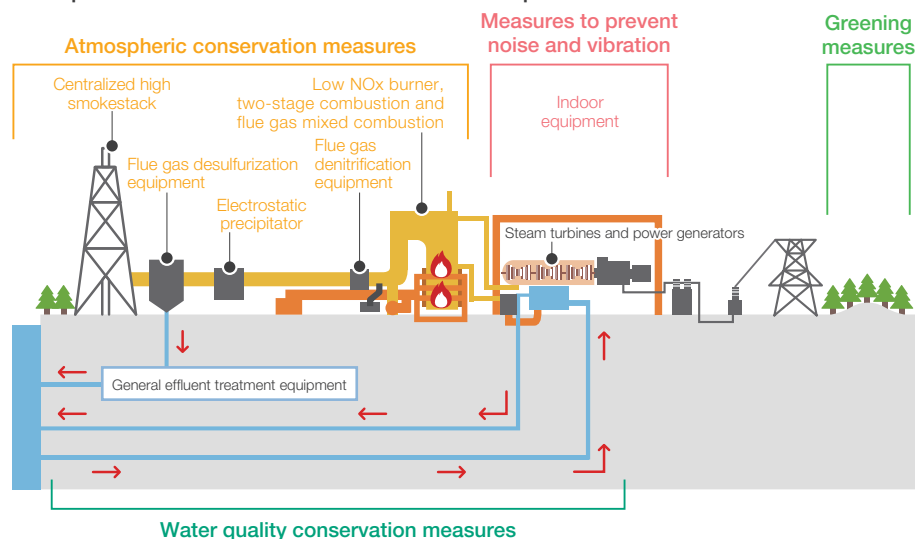 Measures to prevent
noise and vibration
Greening
measures
Atmospheric conservation measures
Centralized high
smokestack
Low NOx burner,
two-stage combustion and
flue gas mixed combustion
Indoor
equipment
Flue gas desulfurization
equipment
Flue gas
denitrification
equipment
Electrostatic
precipitator
Steam turbines and power generators
General effluent treatment equipment
Water quality conservation measures